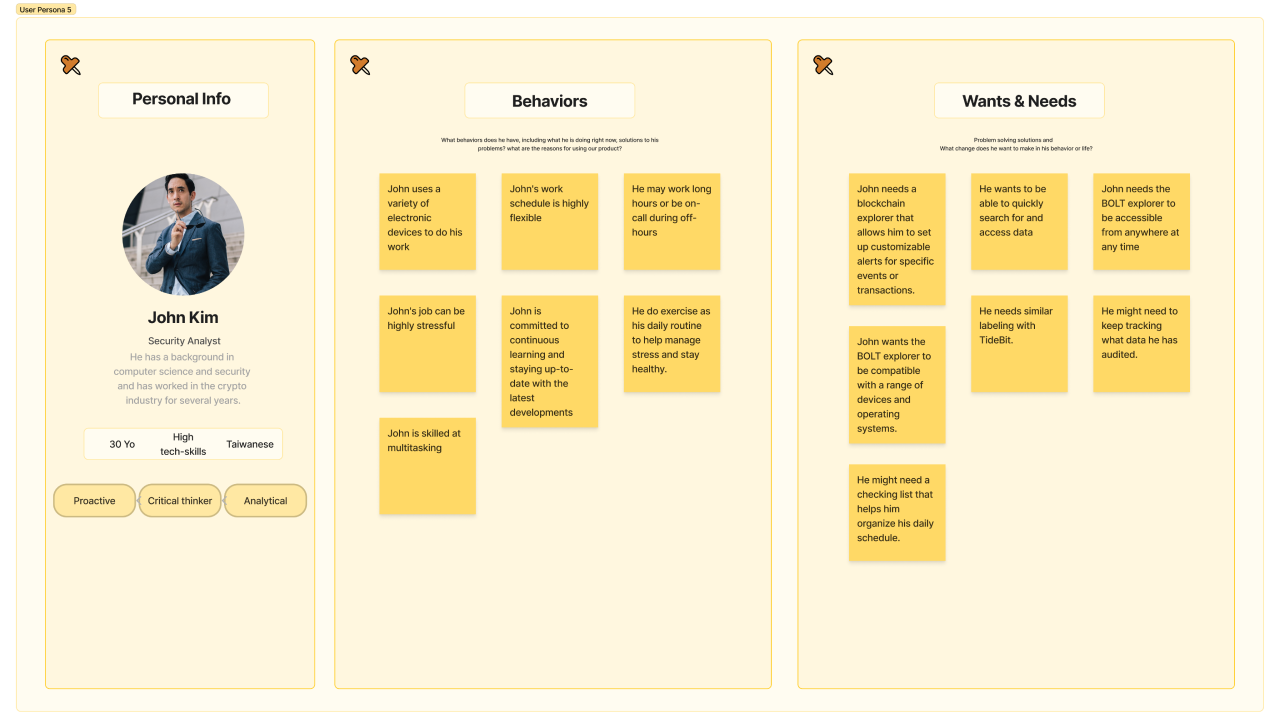 User Persona 5
Personal Info
John Kim
Security Analyst
He has a background in
computer science and security
and has worked in the crypto
industry for several years.
30 Yo
High
tech-skills
Taiwanese
Proactive
Critical thinker
Analytical
Behaviors
What behaviors does he have, including what he is doing right now, solutions to his
problems? what are the reasons for using our product?
John uses a
variety of
electronic
devices to do his
work
John's work
schedule is highly
flexible
He may work long
hours or be on-
call during off-
hours
John's job can be
highly stressful
John is
committed to
continuous
learning and
staying up-to-
date with the
latest
developments
He do exercise as
his daily routine
to help manage
stress and stay
healthy.
John is skilled at
multitasking
Wants & Needs
Problem solving solutions and
What change does he want to make in his behavior or life?
John needs a
blockchain
explorer that
allows him to set
up customizable
alerts for specific
events or
transactions.
He wants to be
able to quickly
search for and
access data
John needs the
BOLT explorer to
be accessible
from anywhere at
any time
John wants the
BOLT explorer to
be compatible
with a range of
devices and
operating
systems.
He needs similar
labeling with
TideBit.
He might need to
keep tracking
what data he has
audited.
He might need a
checking list that
helps him
organize his daily
schedule.